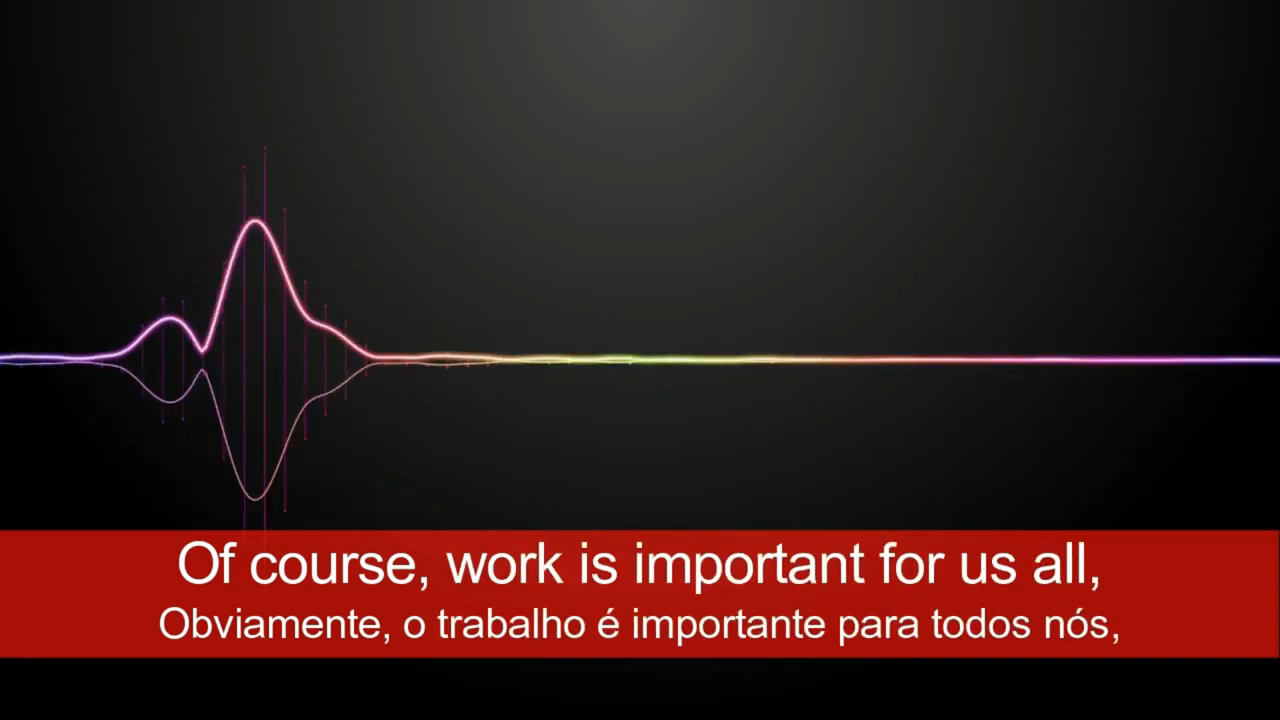 Of course, work is important for us all,
Obviamente, o trabalho é importante para todos nós,